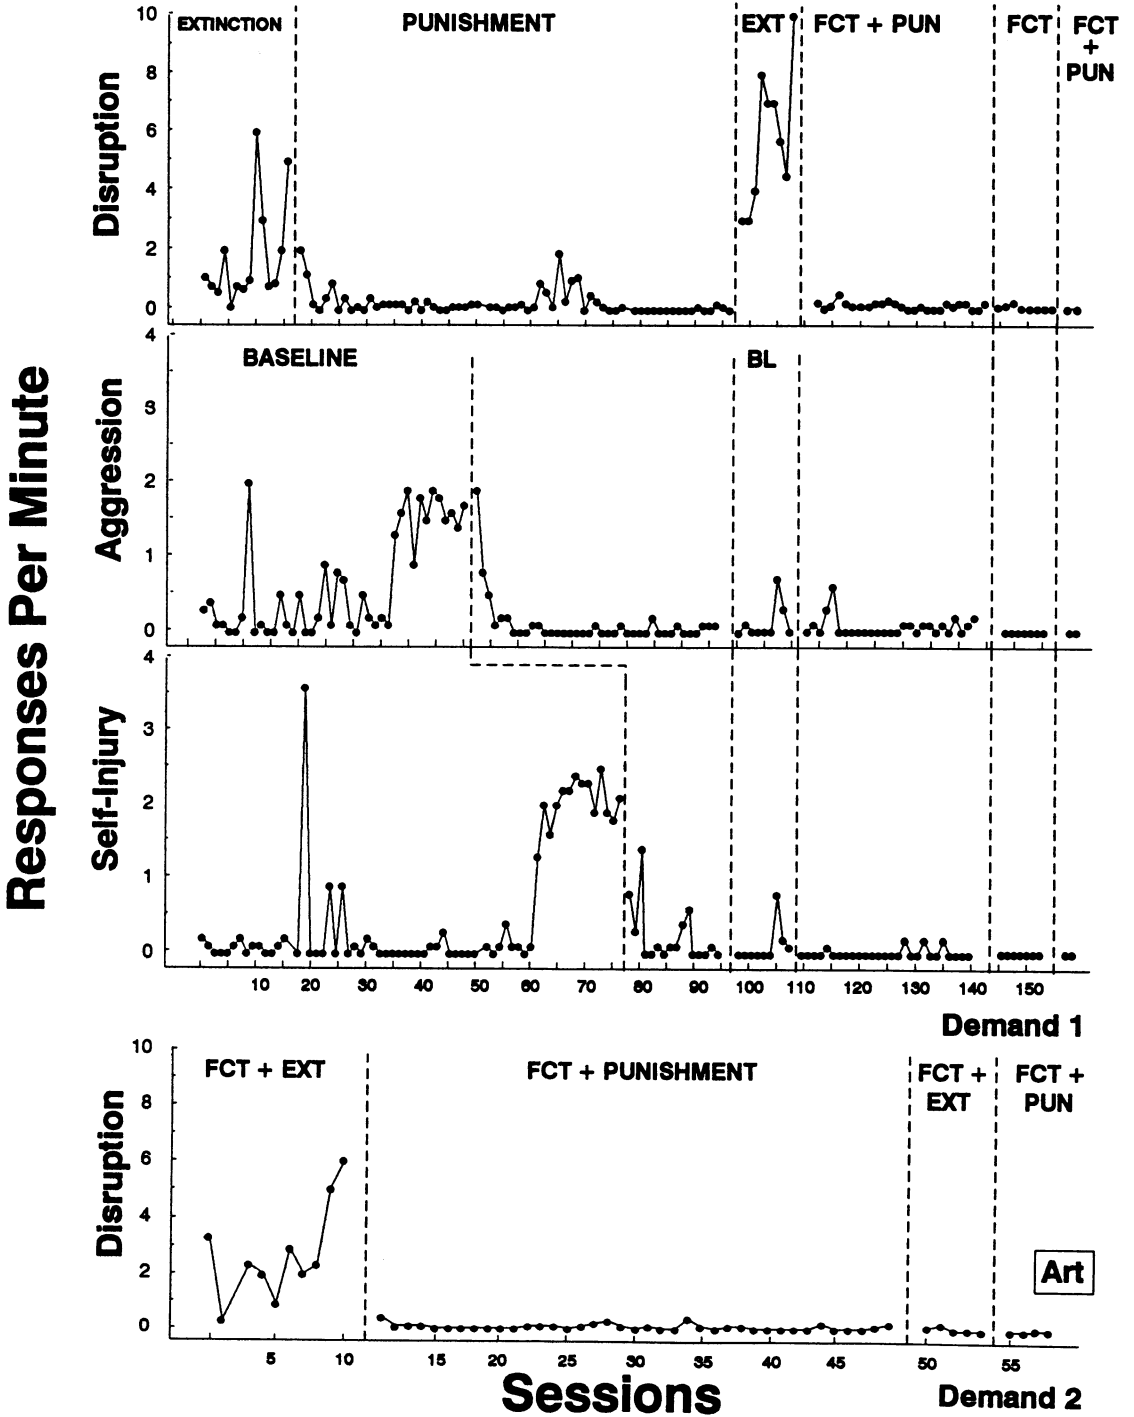 Responses Per Minute
Disruption
10
8
6
4
2
0
EXTINCTION
PUNISHMENT
EXT
FCT + PUN
FCT
FCT
+
PUN
Aggression
4
3
2
1
0
BASELINE
BL
Self-Injury
4
3
2
1
0
10 20 30 40 50 60 70 80 90 100 110 120 130 140 150
Demand 1
Disruption
10
8
6
4
2
0
FCT + EXT
FCT + PUNISHMENT
FCT +
EXT
FCT +
PUN
Art
5 10 15 20 25 30 35 40 45 50 55
Sessions
Demand 2